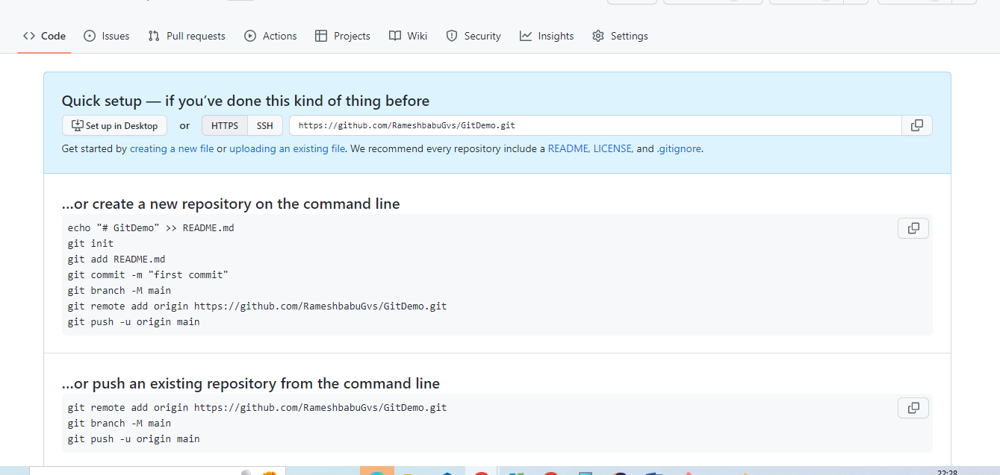 Code Issues Pull requests Actions Projects Wiki Security Insights Settings
Quick setup — if you’ve done this kind of thing before
Set up in Desktop or HTTPS SSH https://github.com/RameshbabuGvs/GitDemo.git
Get started by creating a new file or uploading an existing file. We recommend every repository include a README, LICENSE, and .gitignore.
…or create a new repository on the command line
echo "# GitDemo" >> README.md
git init
git add README.md
git commit -m "first commit"
git branch -M main
git remote add origin https://github.com/RameshbabuGvs/GitDemo.git
git push -u origin main
…or push an existing repository from the command line
git remote add origin https://github.com/RameshbabuGvs/GitDemo.git
git branch -M main
git push -u origin main
22:28